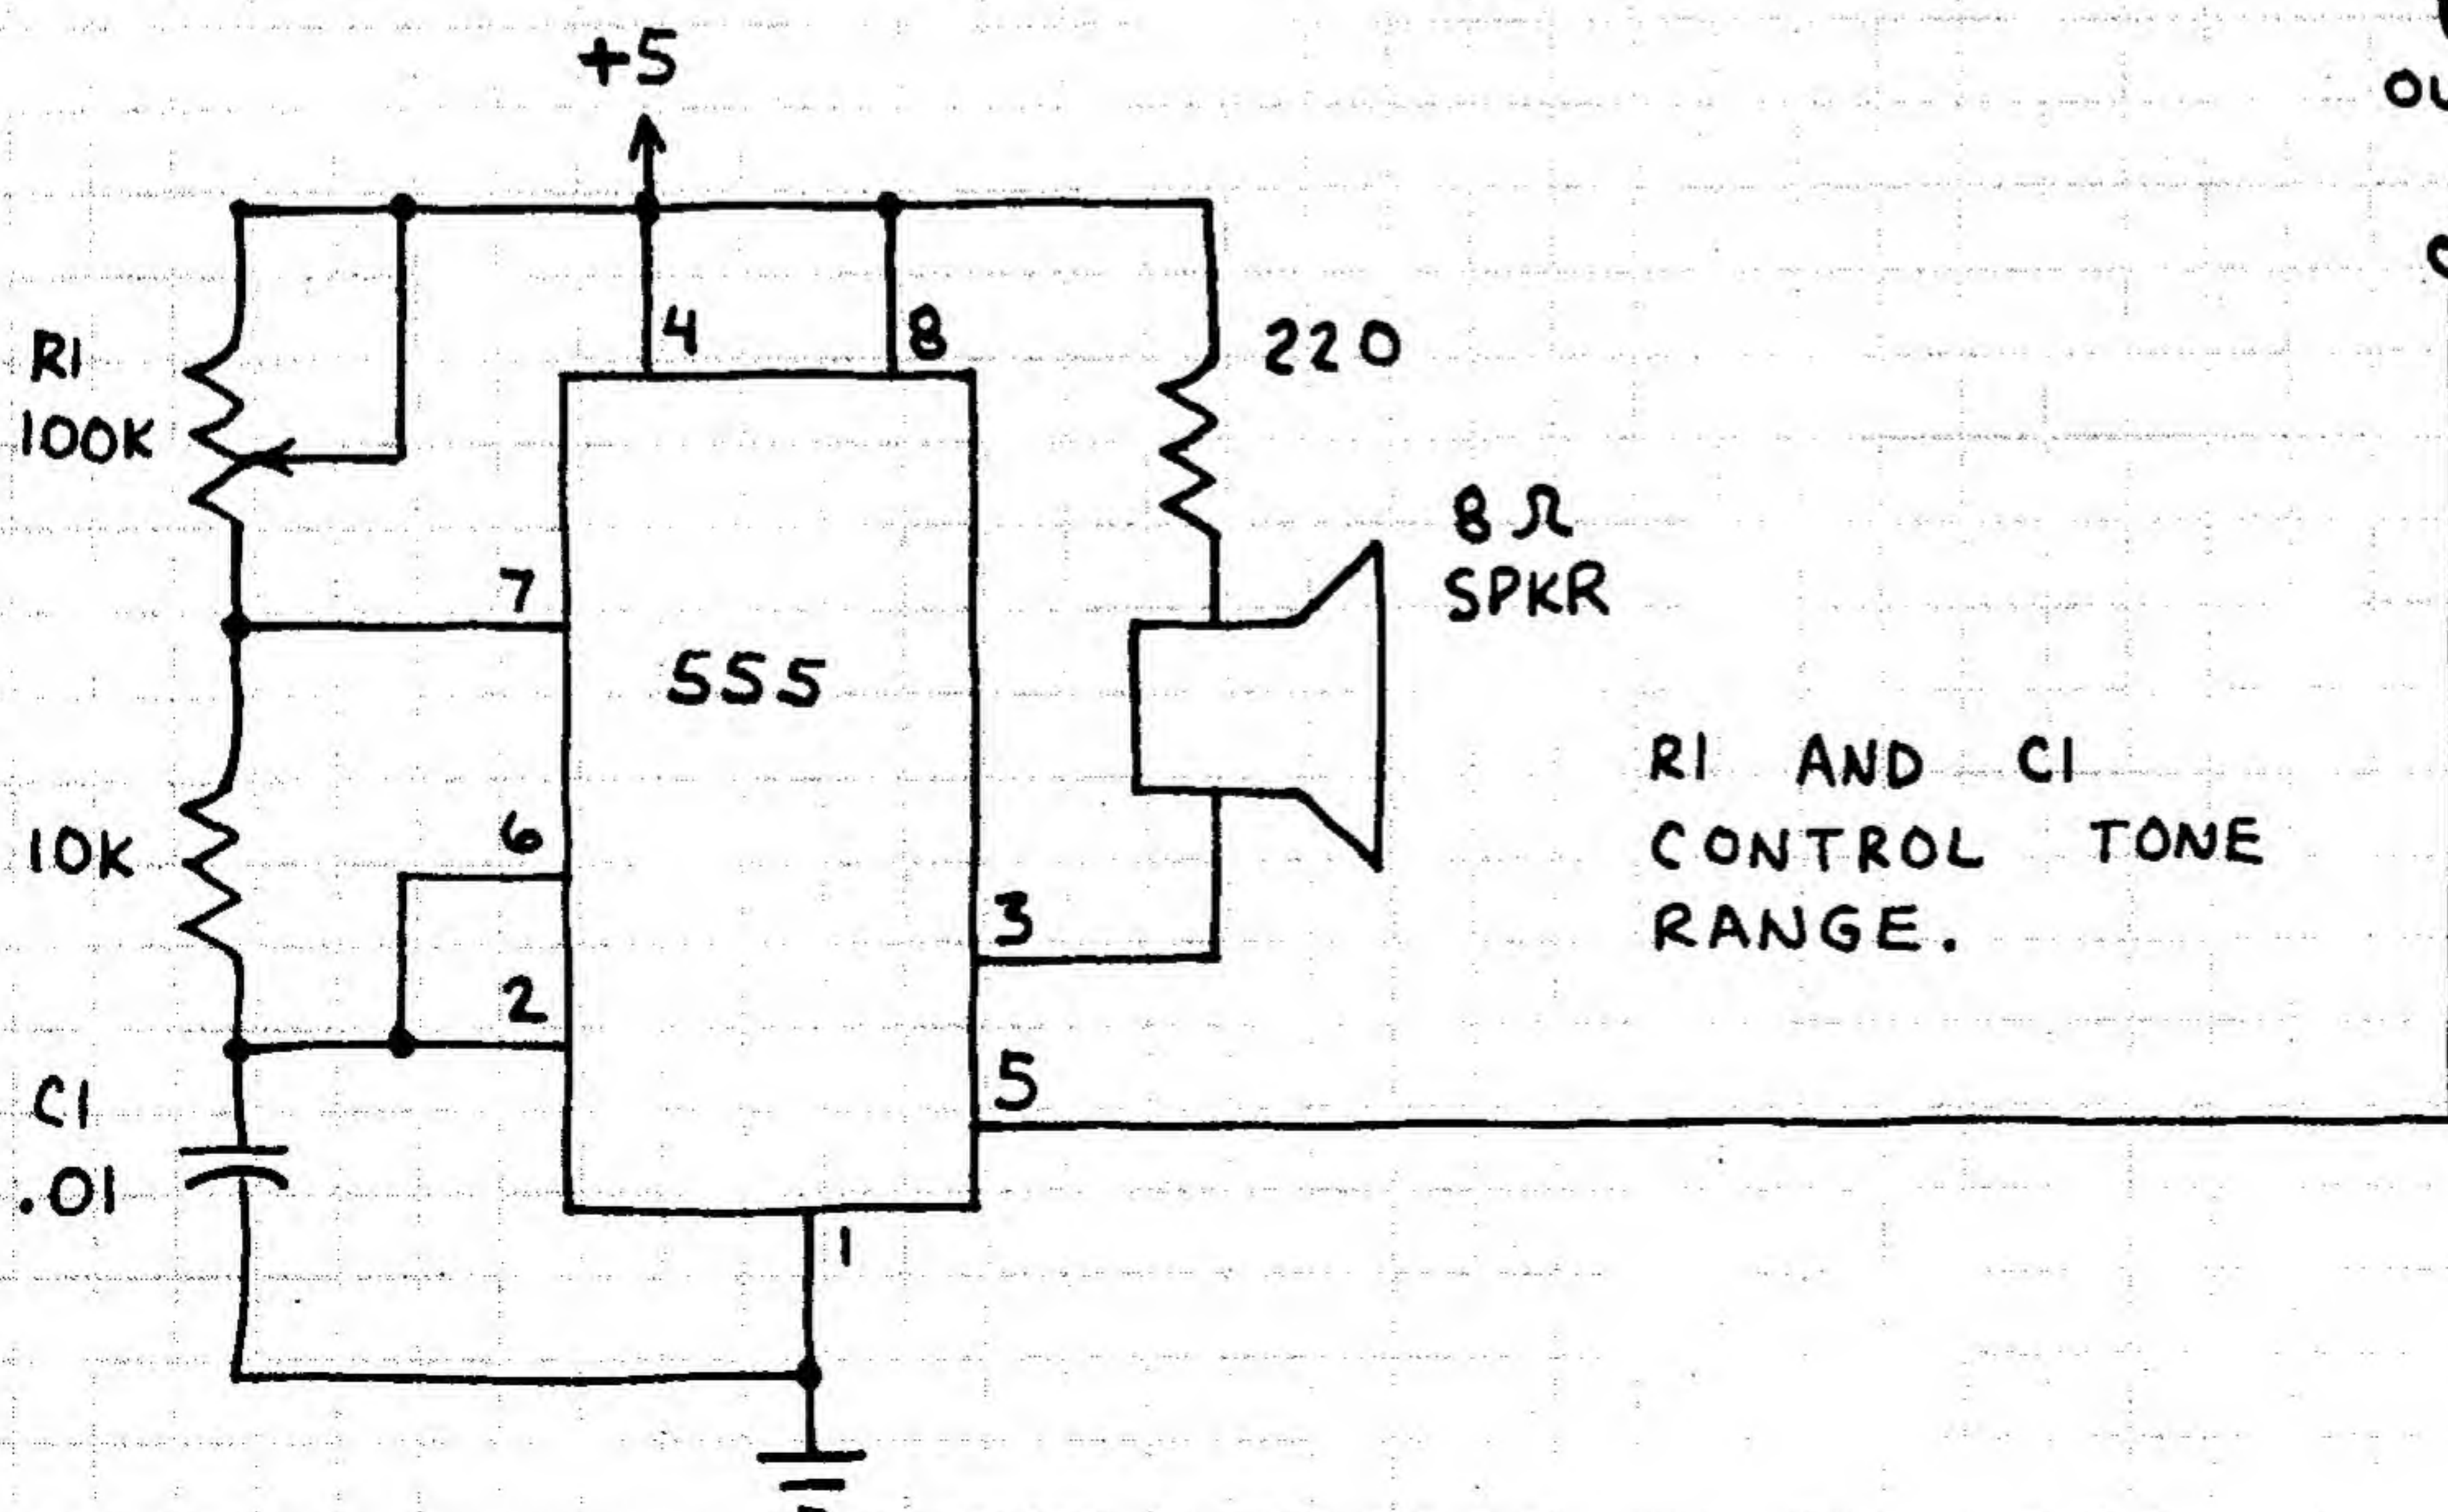 +5
OU
4
8
R1
100K
220
8Ω
SPKR
7
555
R1 AND C1
CONTROL TONE
RANGE.
6
10K
3
2
5
C1
.01
1